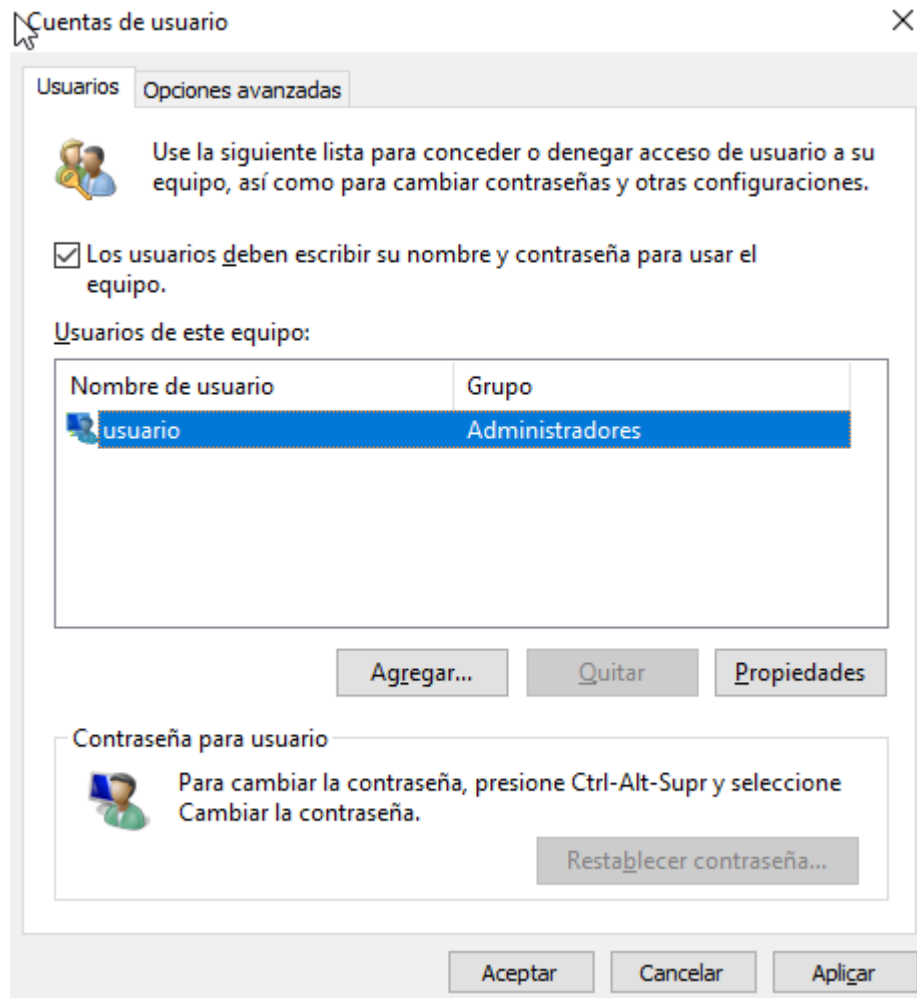 Cuentas de usuario
Usuarios
Opciones avanzadas
Use la siguiente lista para conceder o denegar acceso de usuario a su
equipo, así como para cambiar contraseñas y otras configuraciones.
Los usuarios deben escribir su nombre y contraseña para usar el
equipo.
Usuarios de este equipo:
Nombre de usuario Grupo
usuario Administradores
Agregar... Quitar Propiedades
Contraseña para usuario
Para cambiar la contraseña, presione Ctrl-Alt-Supr y seleccione
Cambiar la contraseña.
Restablecer contraseña...
Aceptar Cancelar Aplicar